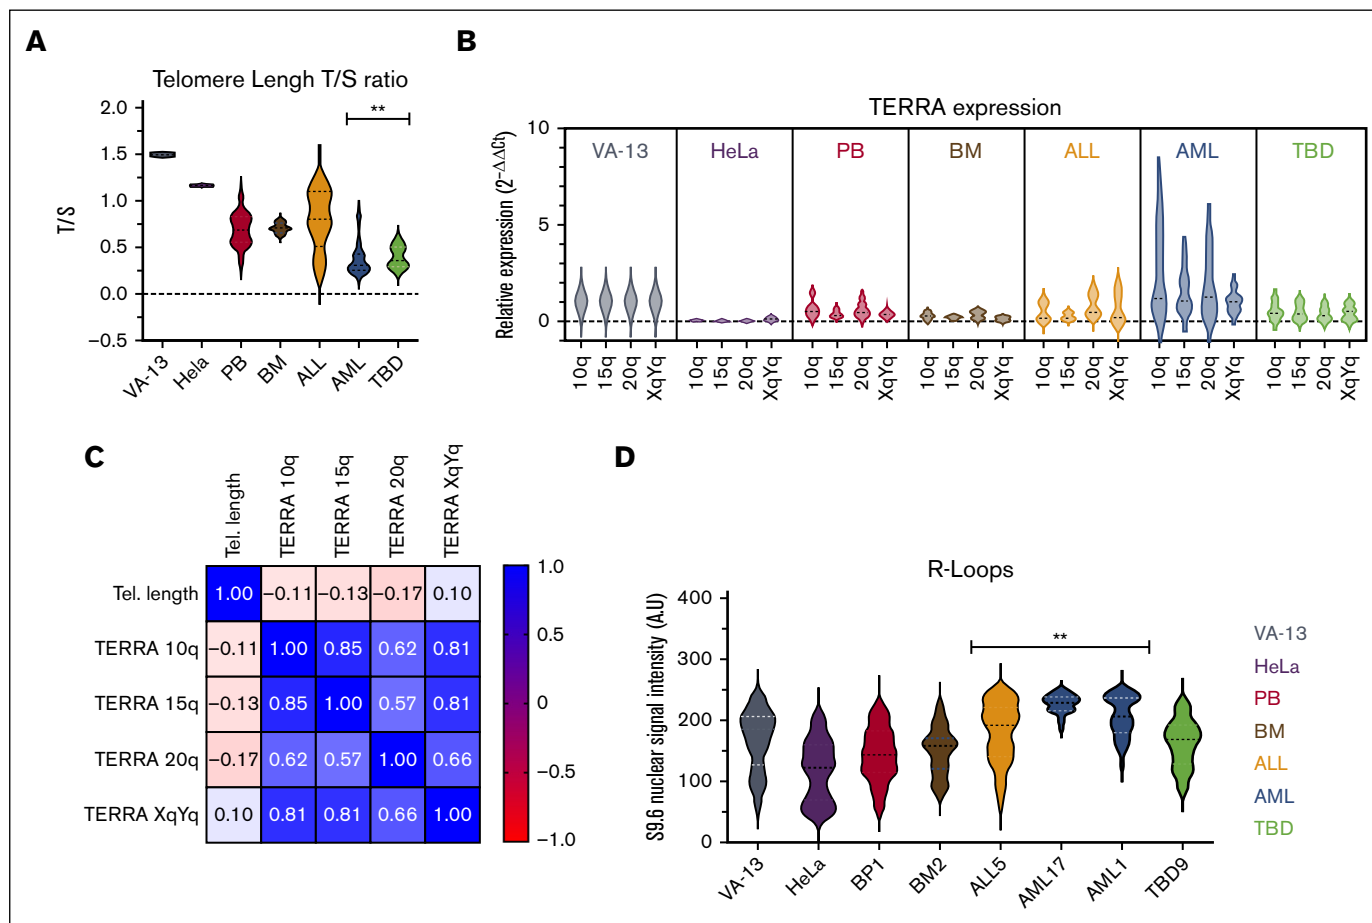 A
Telomere Lengh T/S ratio
T/S
2.0
1.5
1.0
0.5
0.0
−0.5
**
VA-13
Hela
PB
BM
ALL
AML
TBD
B
TERRA expression
Relative expression (2−ΔΔCt)
10
5
0
VA-13
HeLa
PB
BM
ALL
AML
TBD
10q
15q
20q
XqYq
10q
15q
20q
XqYq
10q
15q
20q
XqYq
10q
15q
20q
XqYq
10q
15q
20q
XqYq
10q
15q
20q
XqYq
10q
15q
20q
XqYq
C
Tel. length
TERRA 10q
TERRA 15q
TERRA 20q
TERRA XqYq
Tel. length 1.00 −0.11 −0.13 −0.17 0.10
TERRA 10q −0.11 1.00 0.85 0.62 0.81
TERRA 15q −0.13 0.85 1.00 0.57 0.81
TERRA 20q −0.17 0.62 0.57 1.00 0.66
TERRA XqYq 0.10 0.81 0.81 0.66 1.00
1.0
0.5
0
−0.5
−1.0
D
R-Loops
S9.6 nuclear signal intensity (A.U)
400
300
200
100
0
**
VA-13
HeLa
BP1
BM2
ALL5
AML17
AML1
TBD9
VA-13
HeLa
PB
BM
ALL
AML
TBD